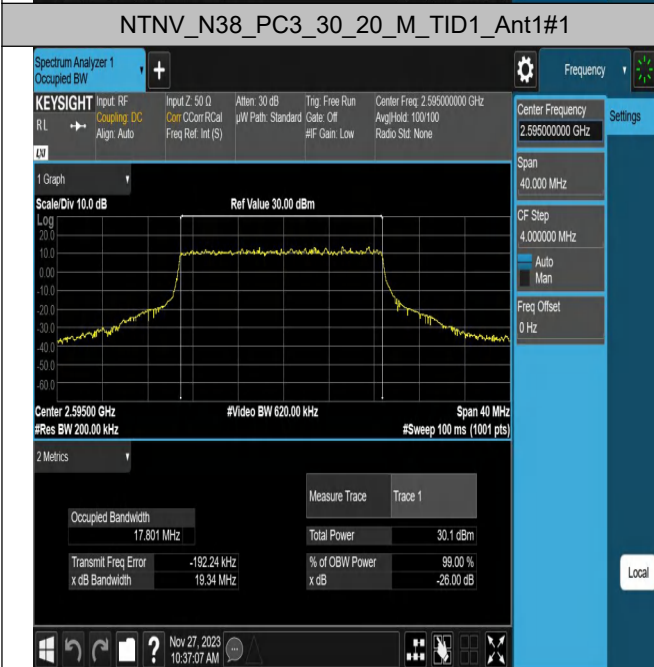 NTNV_N38_PC3_30_20_M_TID1_Ant1#1
Spectrum Analyzer 1
Occupied BW
+
Frequency
KEYSIGHT
RL
LXI
Input: RF
Coupling: DC
Align: Auto
Input Z: 50 Ω
Corr CCorr RCal
Freq Ref: Int (S)
Atten: 30 dB
µW Path: Standard
Trig: Free Run
Gate: Off
#IF Gain: Low
Center Freq: 2.595000000 GHz
Avg|Hold: 100/100
Radio Std: None
Center Frequency
2.595000000 GHz
Settings
Span
40.000 MHz
CF Step
4.000000 MHz
Auto
Man
Freq Offset
0 Hz
1 Graph
Scale/Div 10.0 dB
Ref Value 30.00 dBm
Log
20.0
10.0
0.00
-10.0
-20.0
-30.0
-40.0
-50.0
-60.0
Center 2.59500 GHz
#Video BW 620.00 kHz
Span 40 MHz
#Res BW 200.00 kHz
#Sweep 100 ms (1001 pts)
2 Metrics
Measure Trace Trace 1
Occupied Bandwidth
17.801 MHz
Total Power 30.1 dBm
Transmit Freq Error -192.24 kHz
% of OBW Power 99.00 %
x dB Bandwidth 19.34 MHz
x dB -26.00 dB
Local
?
Nov 27, 2023
10:37:07 AM